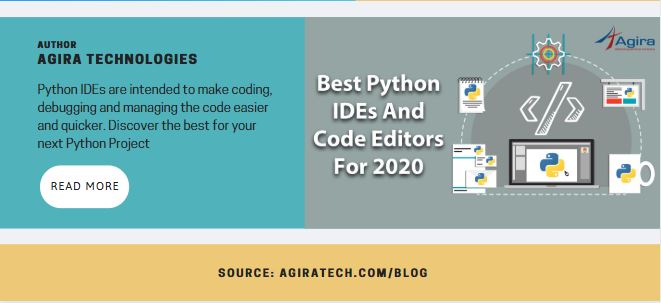 AUTHOR
AGIRA TECHNOLOGIES
Python IDEs are intended to make coding,
debugging and managing the code easier
and quicker. Discover the best for your
next Python Project
READ MORE
Best Python
IDEs And
Code Editors
For 2020
Agira
SOURCE: AGIRATECH.COM/BLOG